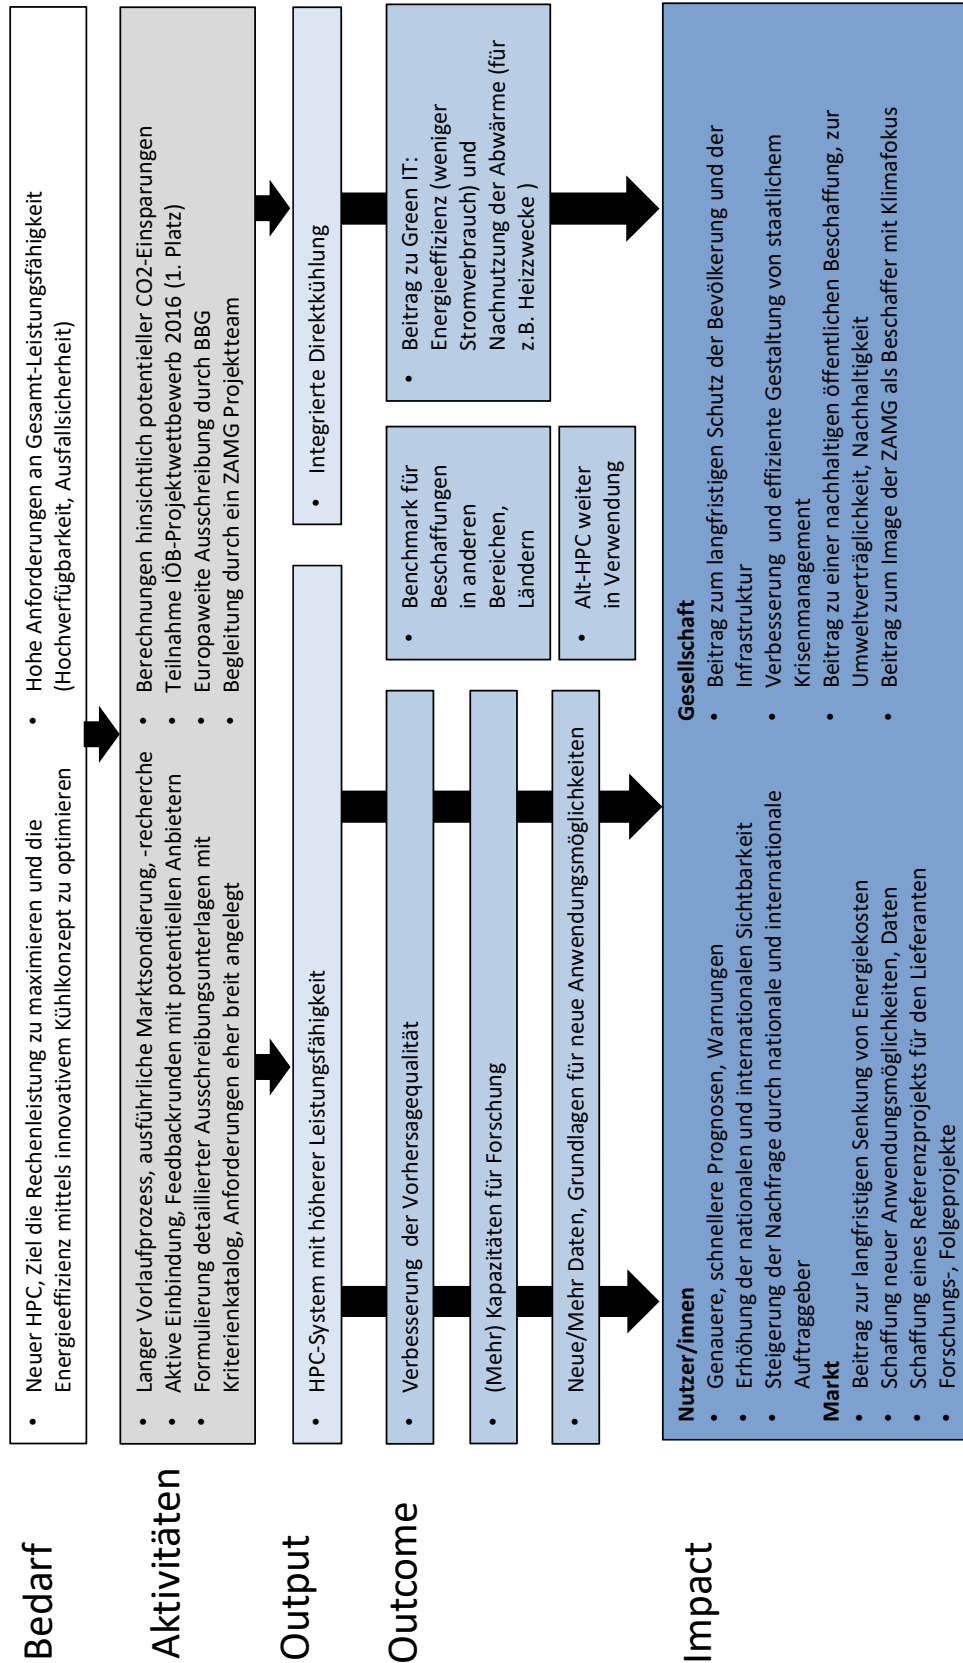 Bedarf
• Neuer HPC, Ziel die Rechenleistung zu maximieren und die
Energieeffizienz mittels innovativem Kühlkonzept zu optimieren
• Hohe Anforderungen an Gesamt-Leistungsfähigkeit
(Hochverfügbarkeit, Ausfallsicherheit)
Aktivitäten
• Langer Vorlaufprozess, ausführliche Marktsondierung, -recherche
• Aktive Einbindung, Feedbackrunden mit potentiellen Anbietern
• Formulierung detaillierter Ausschreibungsunterlagen mit
Kriterienkatalog, Anforderungen eher breit angelegt
• Berechnungen hinsichtlich potentieller CO2-Einsparungen
• Teilnahme IÖB-Projektwettbewerb 2016 (1. Platz)
• Europaweite Ausschreibung durch BBG
• Begleitung durch ein ZAMG Projektteam
Output
• HPC-System mit höherer Leistungsfähigkeit
• Integrierte Direktkühlung
Outcome
• Verbesserung der Vorhersagequalität
• (Mehr) Kapazitäten für Forschung
• Neue/Mehr Daten, Grundlagen für neue Anwendungsmöglichkeiten
• Benchmark für
Beschaffungen
in anderen
Bereichen,
Ländern
• Alt-HPC weiter
in Verwendung
• Beitrag zu Green IT:
Energieeffizienz (weniger
Stromverbrauch) und
Nachnutzung der Abwärme (für
z.B. Heizzwecke )
Impact
Nutzer/innen
• Genauere, schnellere Prognosen, Warnungen
• Erhöhung der nationalen und internationalen Sichtbarkeit
• Steigerung der Nachfrage durch nationale und internationale
Auftraggeber
Markt
• Beitrag zur langfristigen Senkung von Energiekosten
• Schaffung neuer Anwendungsmöglichkeiten, Daten
• Schaffung eines Referenzprojekts für den Lieferanten
• Forschungs-, Folgeprojekte
Gesellschaft
• Beitrag zum langfristigen Schutz der Bevölkerung und der
Infrastruktur
• Verbesserung und effiziente Gestaltung von staatlichem
Krisenmanagement
• Beitrag zu einer nachhaltigen öffentlichen Beschaffung, zur
Umweltverträglichkeit, Nachhaltigkeit
• Beitrag zum Image der ZAMG als Beschaffer mit Klimafokus